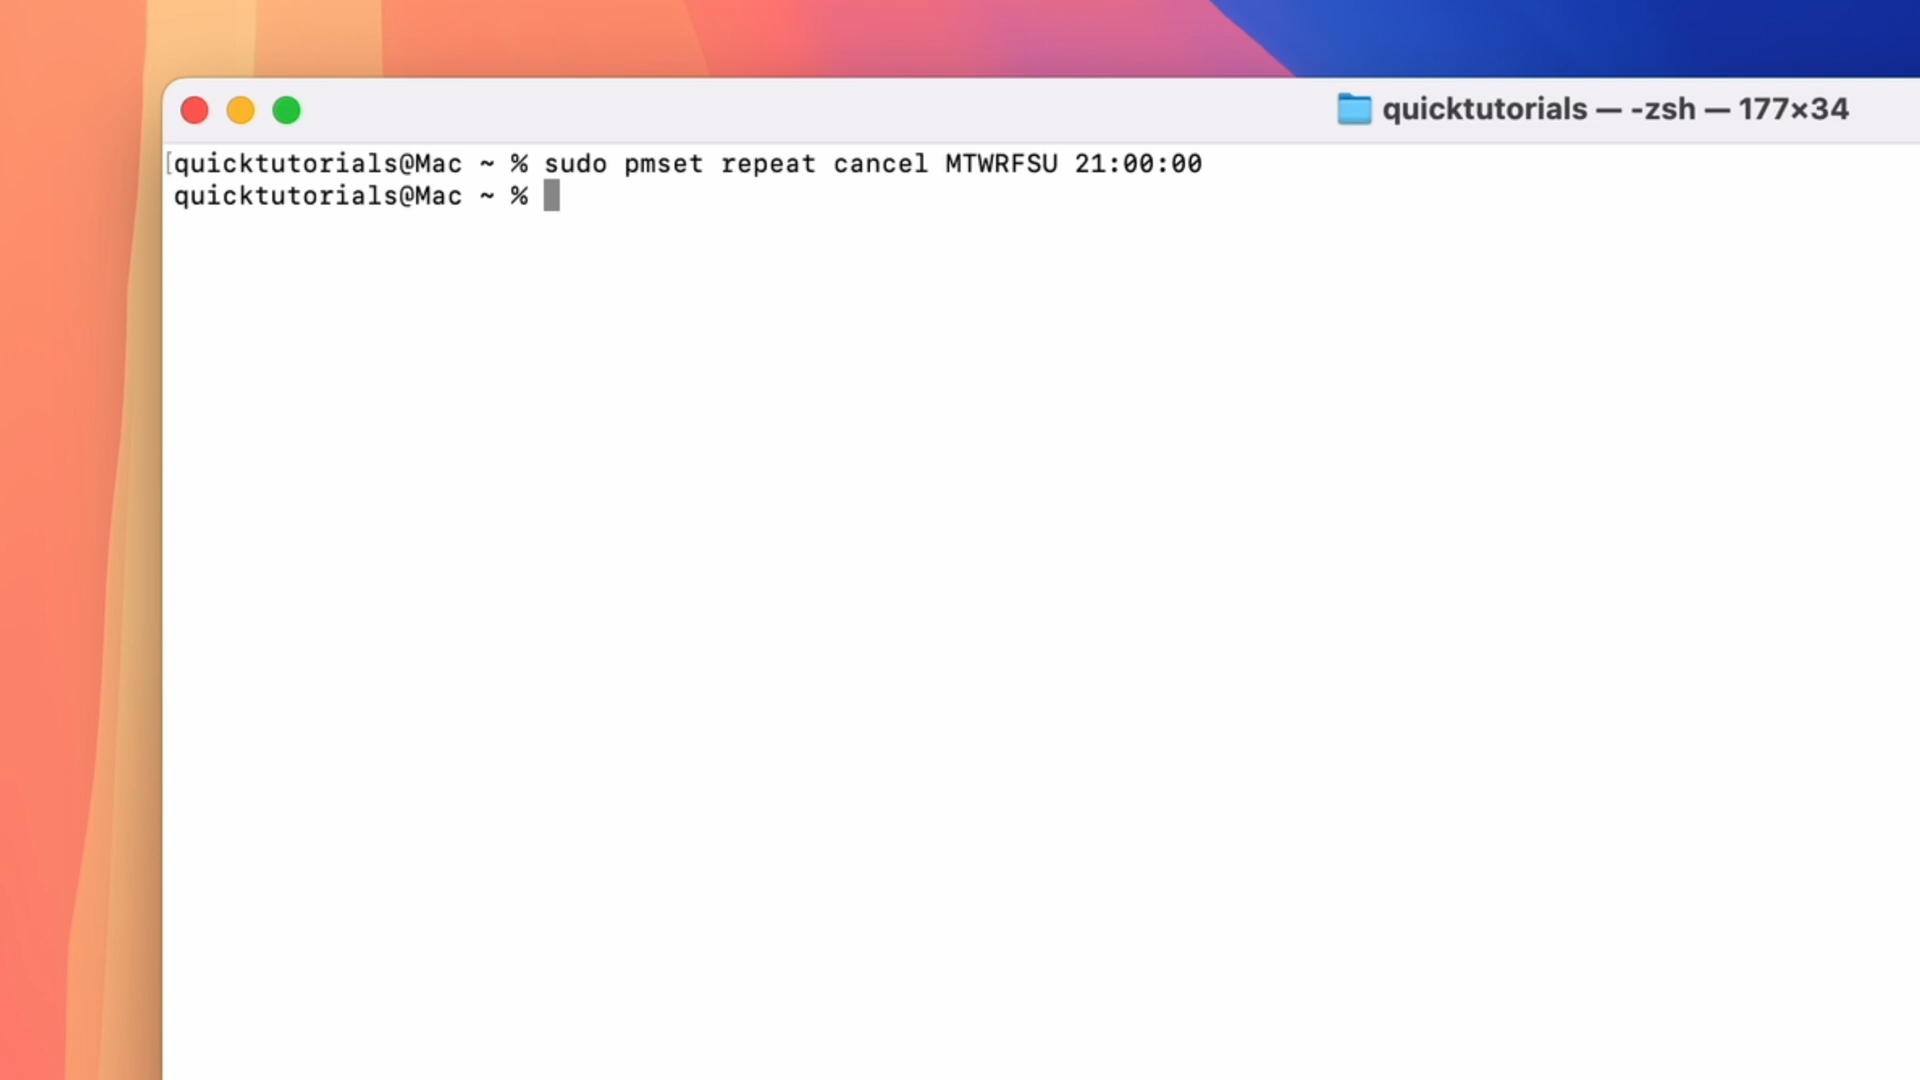 quicktutorials — -zsh — 177×34
[quicktutorials@Mac ~ % sudo pmset repeat cancel MTWRFSU 21:00:00
quicktutorials@Mac ~ %